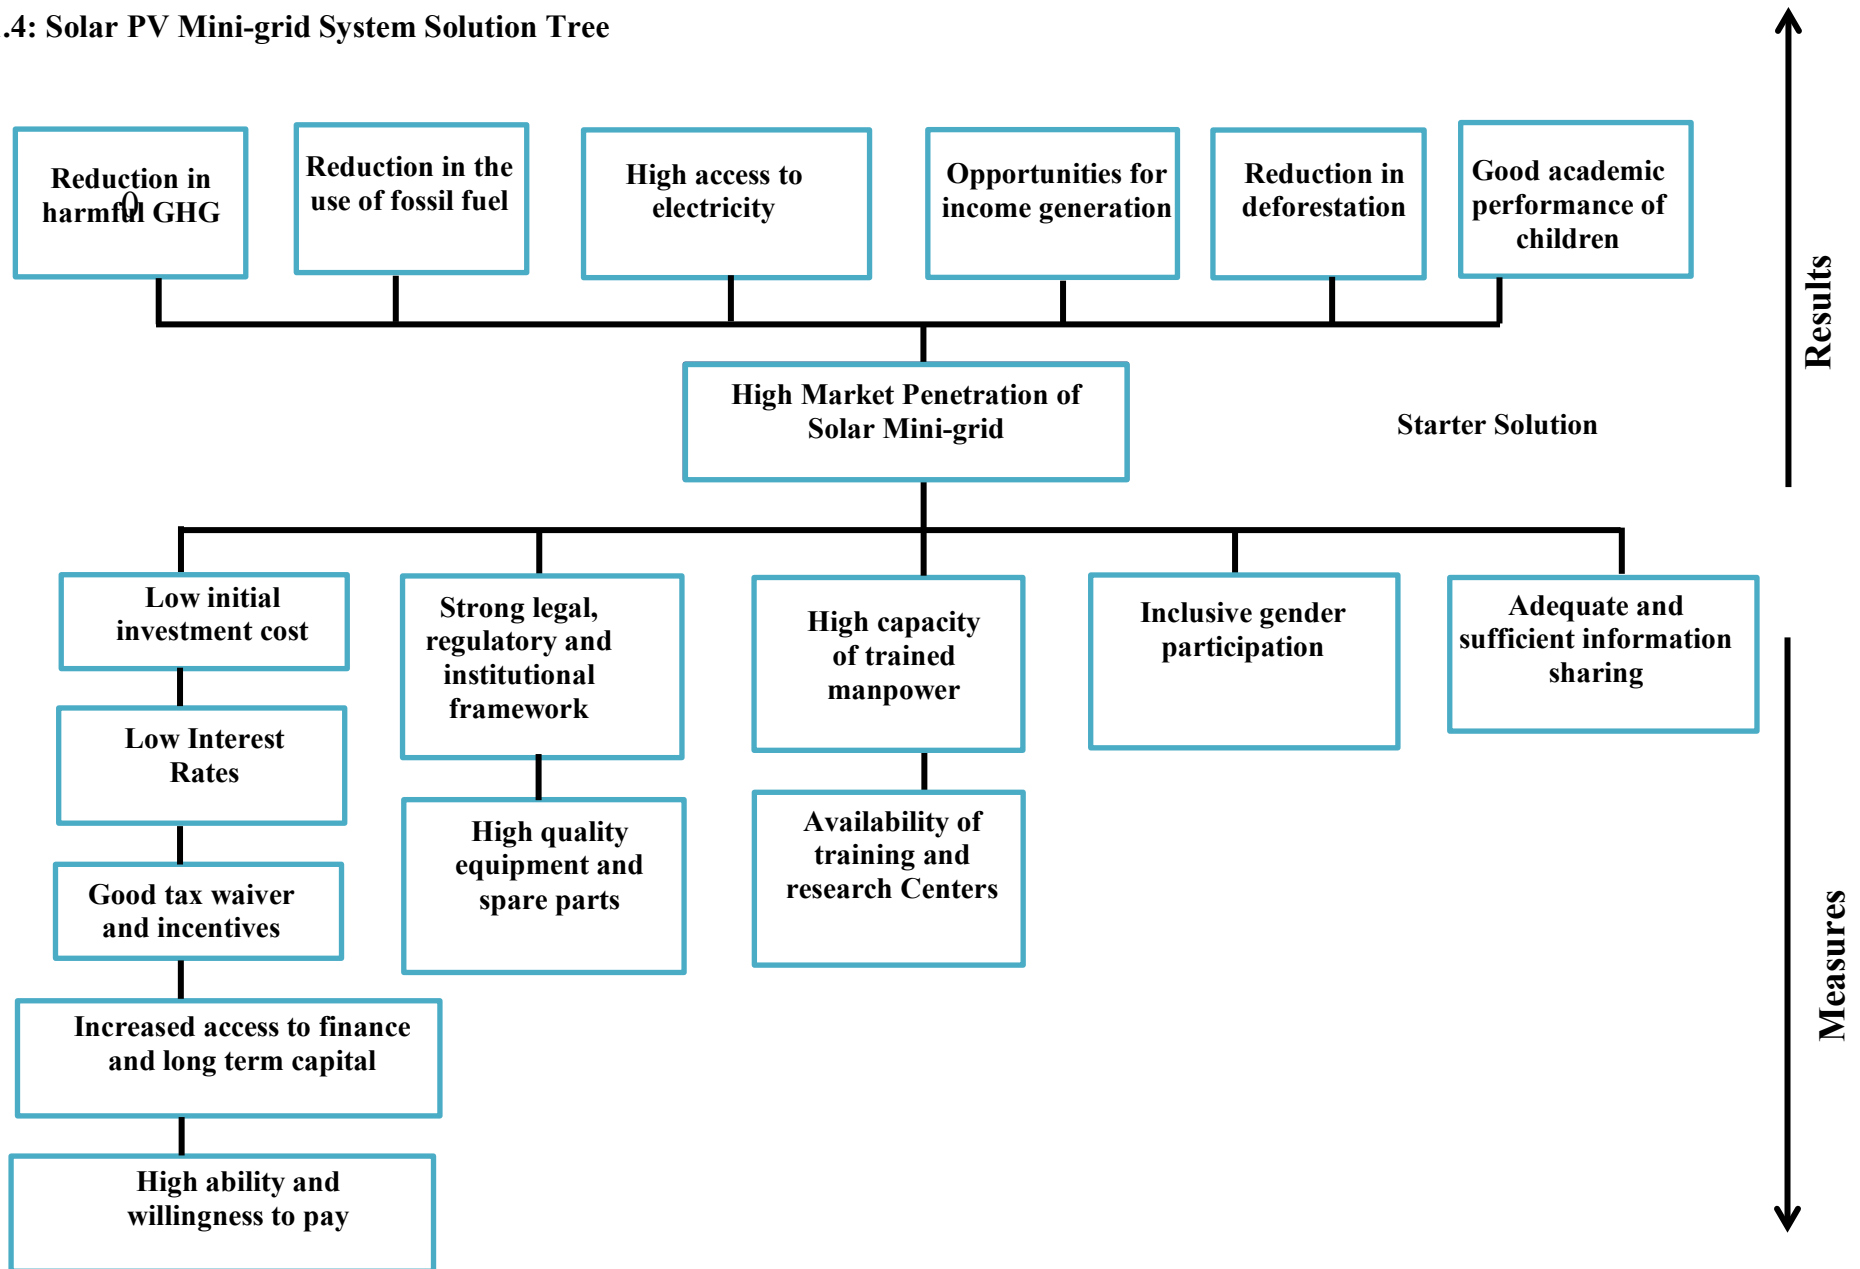 .4: Solar PV Mini-grid System Solution Tree
Reduction in
harmful GHG
0
Reduction in the
use of fossil fuel
High access to
electricity
Opportunities for
income generation
Reduction in
deforestation
Good academic
performance of
children
Results
High Market Penetration of
Solar Mini-grid
Starter Solution
Low initial
investment cost
Strong legal,
regulatory and
institutional
framework
High capacity
of trained
manpower
Inclusive gender
participation
Adequate and
sufficient information
sharing
Low Interest
Rates
High quality
equipment and
spare parts
Availability of
training and
research Centers
Good tax waiver
and incentives
Measures
Increased access to finance
and long term capital
High ability and
willingness to pay